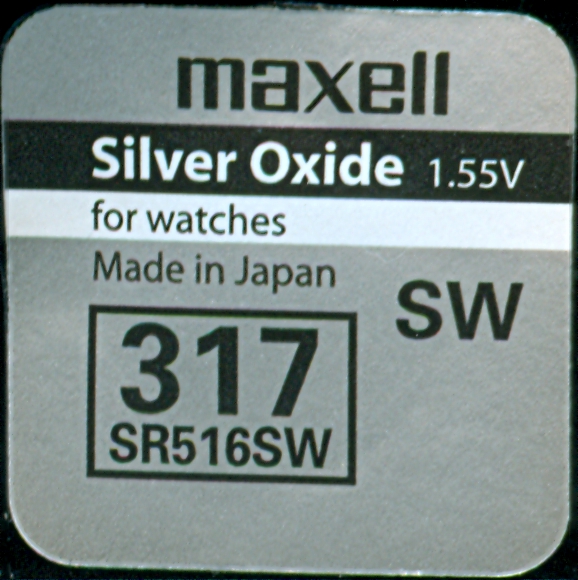 maxell
Silver Oxide 1.55V
for watches
Made in Japan
SW
317
SR516SW